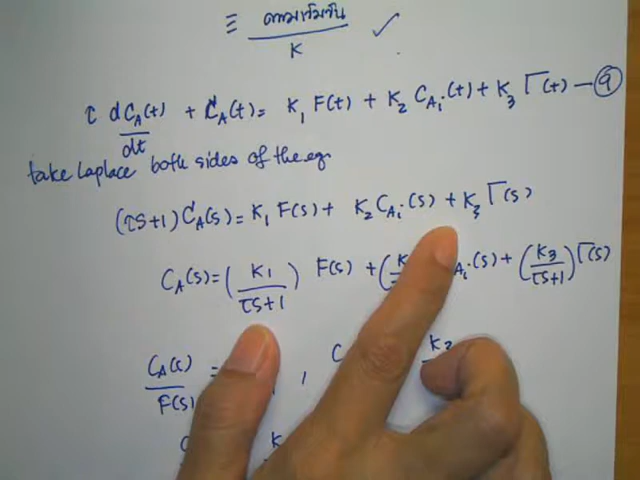 ≡ ความเข้มข้น / K ✓
τ dC_A(t)/dt + C_A(t) = K_1 F(t) + K_2 C_Ai(t) + K_3 Γ(t) — 9
take Laplace both sides of the eq
(τs+1) C_A(s) = K_1 F(s) + K_2 C_Ai(s) + K_3 Γ(s)
C_A(s) = (K_1/τs+1) F(s) + (K Ai(s) + (K_3/τs+1) Γ(s)
C_A(s)/F(s) = , C K_2